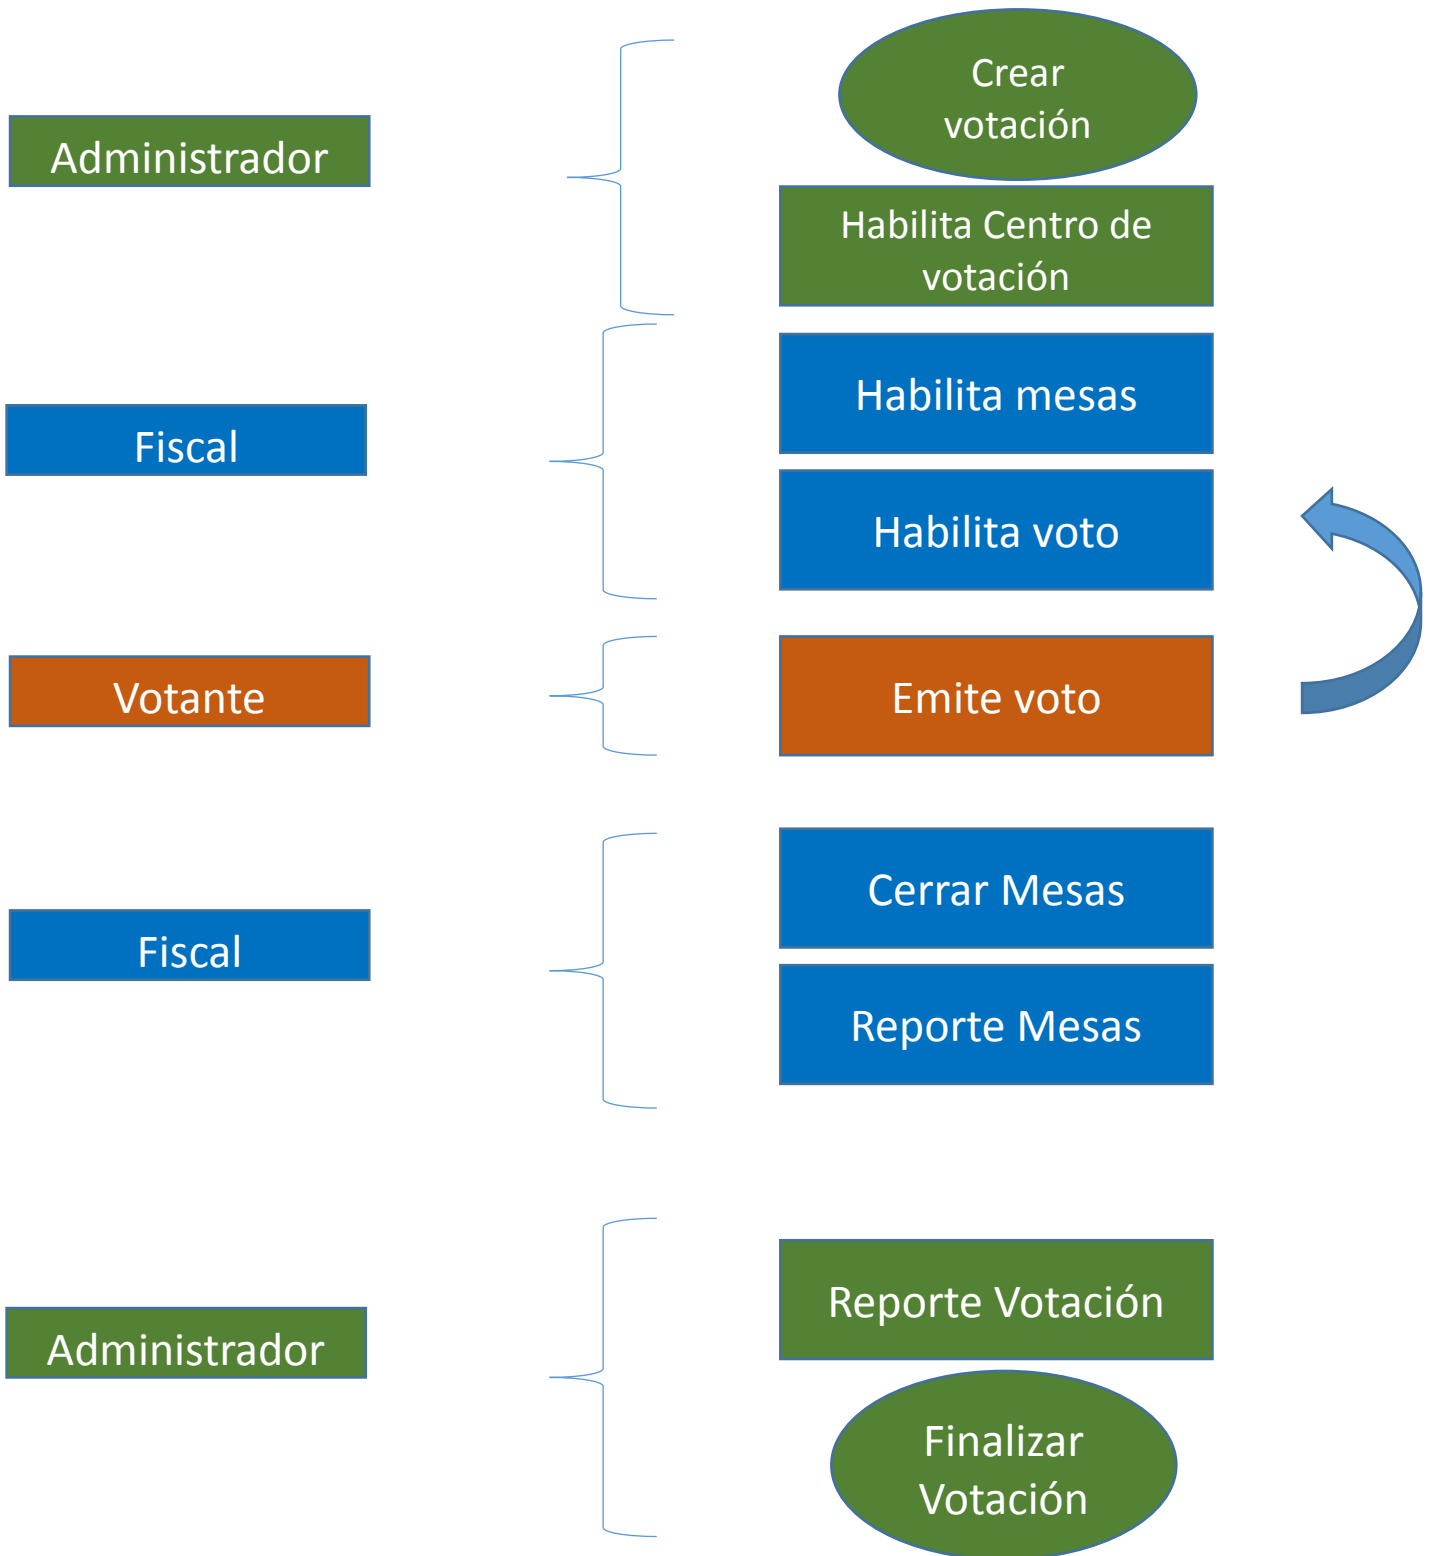 Administrador
Crear
votación
Habilita Centro de
votación
Fiscal
Habilita mesas
Habilita voto
Votante
Emite voto
Fiscal
Cerrar Mesas
Reporte Mesas
Administrador
Reporte Votación
Finalizar
Votación